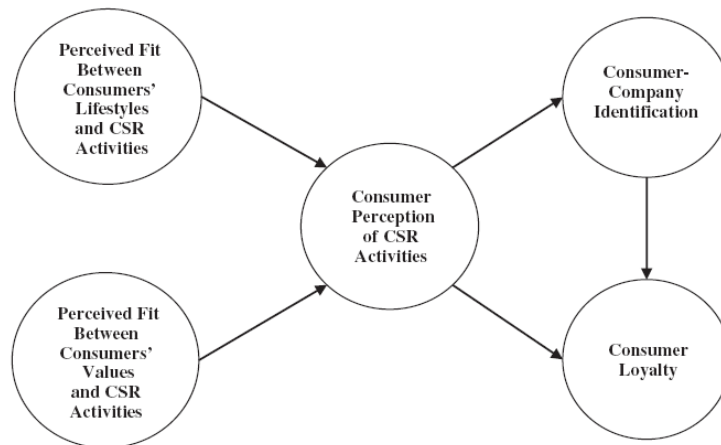 Perceived Fit
Between
Consumers'
Lifestyles
and CSR
Activities
Consumer-
Company
Identification
Consumer
Perception
of CSR
Activities
Perceived Fit
Between
Consumers'
Values
and CSR
Activities
Consumer
Loyalty